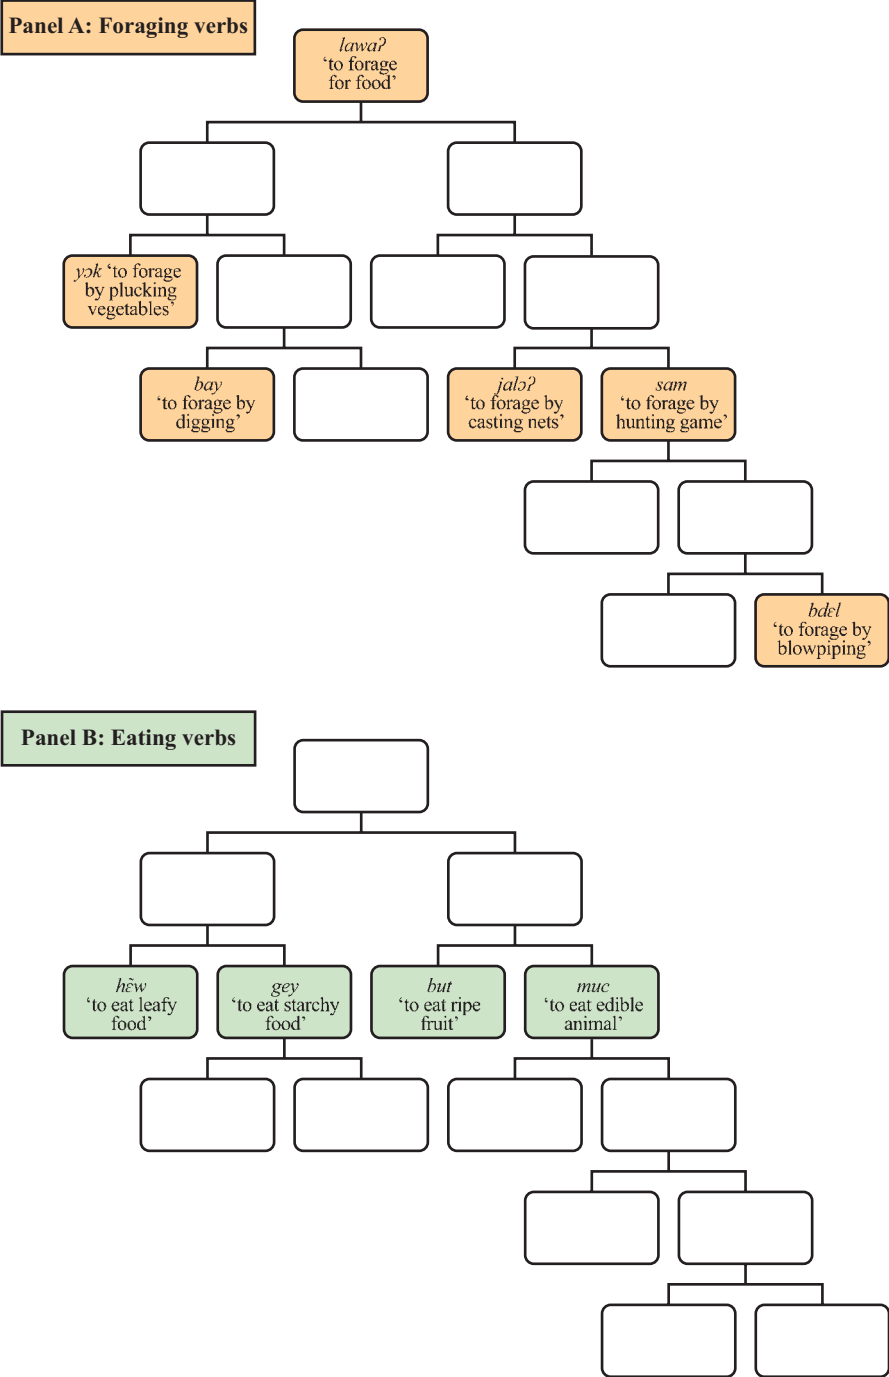 Panel A: Foraging verbs
lawaʔ
‘to forage
for food’
yɔk ‘to forage
by plucking
vegetables’
bay
‘to forage by
digging’
jalɔʔ
‘to forage by
casting nets’
sam
‘to forage by
hunting game’
bdɛl
‘to forage by
blowpiping’
Panel B: Eating verbs
hɛ̃w
‘to eat leafy
food’
gey
‘to eat starchy
food’
but
‘to eat ripe
fruit’
muc
‘to eat edible
animal’